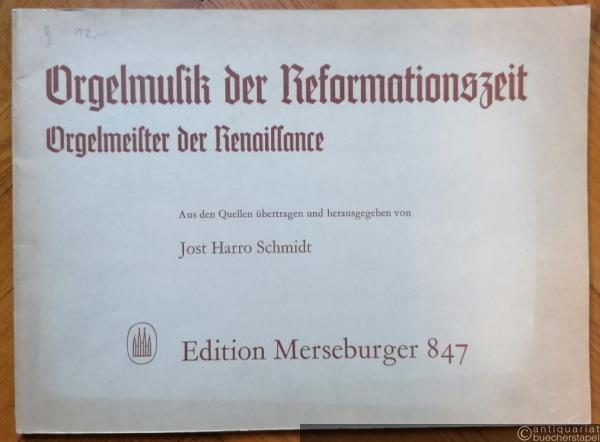 12,-
Orgelmusik der Reformationszeit
Orgelmeister der Renaissance
Aus den Quellen übertragen und herausgegeben von
Jost Harro Schmidt
Edition Merseburger 847
antiquariat
buecherstapel